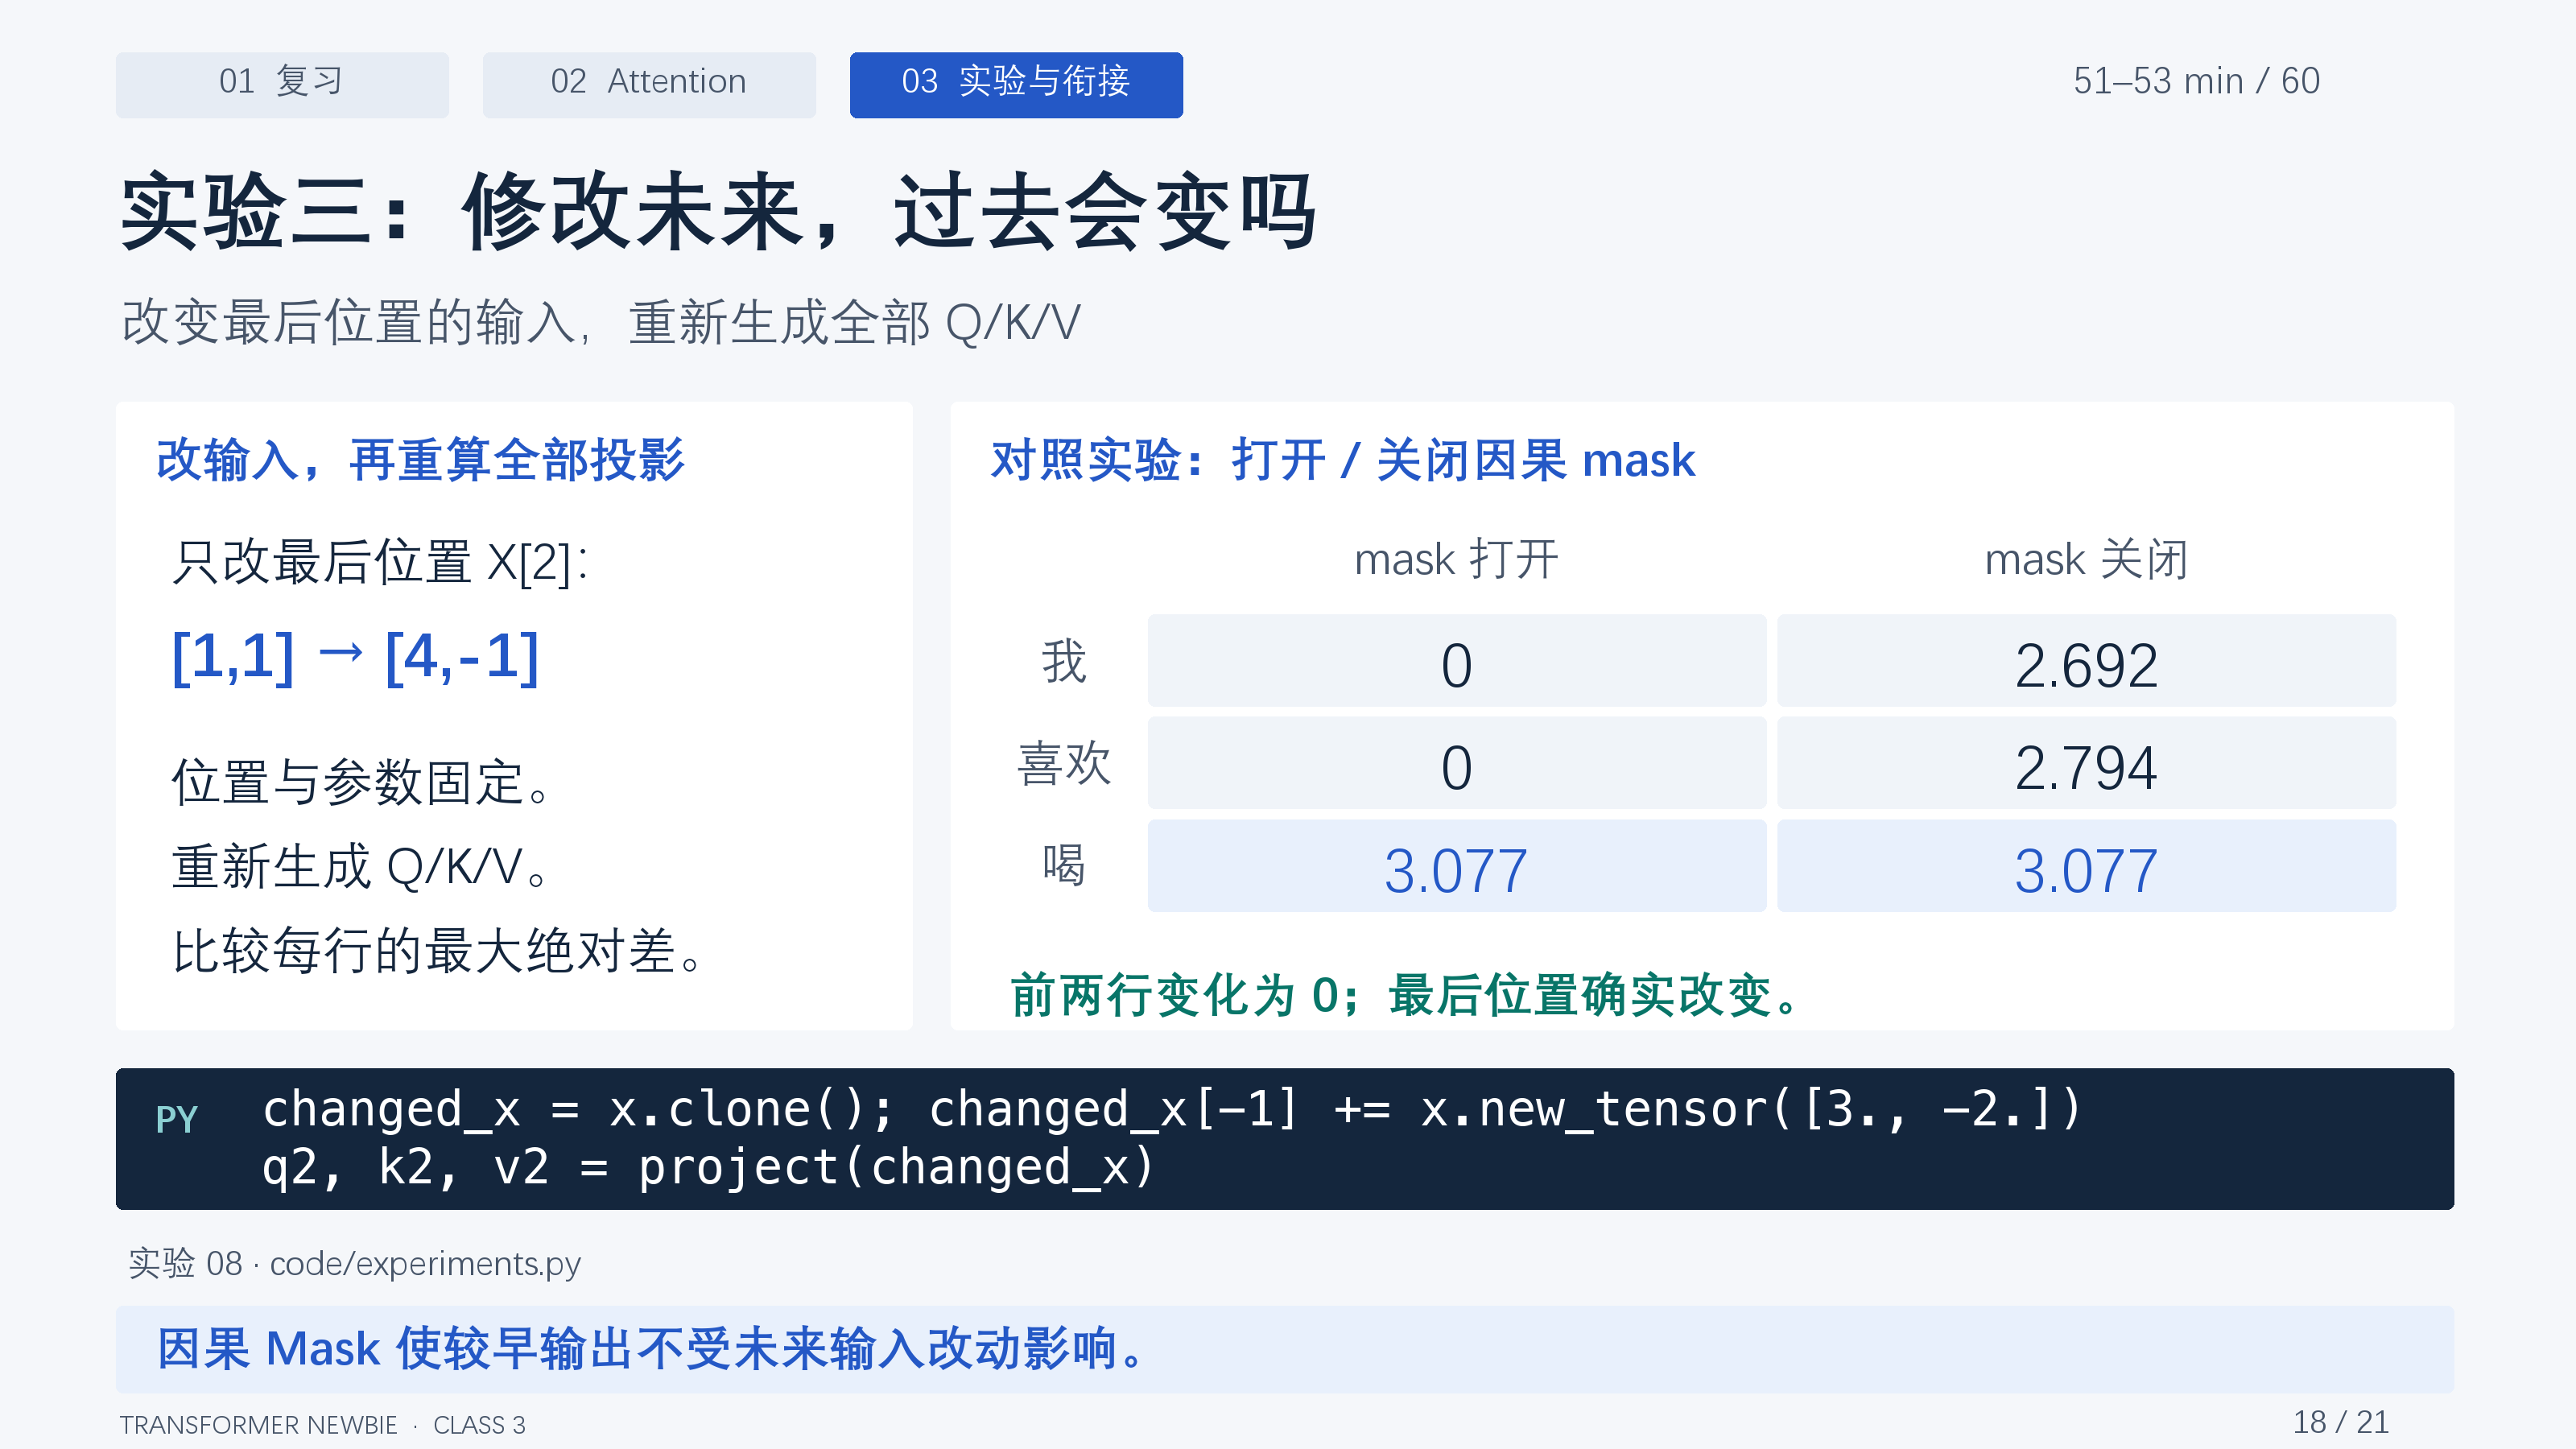 01 复习
02 Attention
03 实验与衔接
51–53 min / 60
实验三：修改未来，过去会变吗
改变最后位置的输入，重新生成全部 Q/K/V
改输入，再重算全部投影
只改最后位置 X[2]：
[1,1] → [4,-1]
位置与参数固定。
重新生成 Q/K/V。
比较每行的最大绝对差。
对照实验：打开 / 关闭因果 mask
mask 打开 mask 关闭
我 0 2.692
喜欢 0 2.794
喝 3.077 3.077
前两行变化为 0；最后位置确实改变。
PY
changed_x = x.clone(); changed_x[−1] += x.new_tensor([3., −2.])
q2, k2, v2 = project(changed_x)
实验 08 · code/experiments.py
因果 Mask 使较早输出不受未来输入改动影响。
TRANSFORMER NEWBIE · CLASS 3
18 / 21